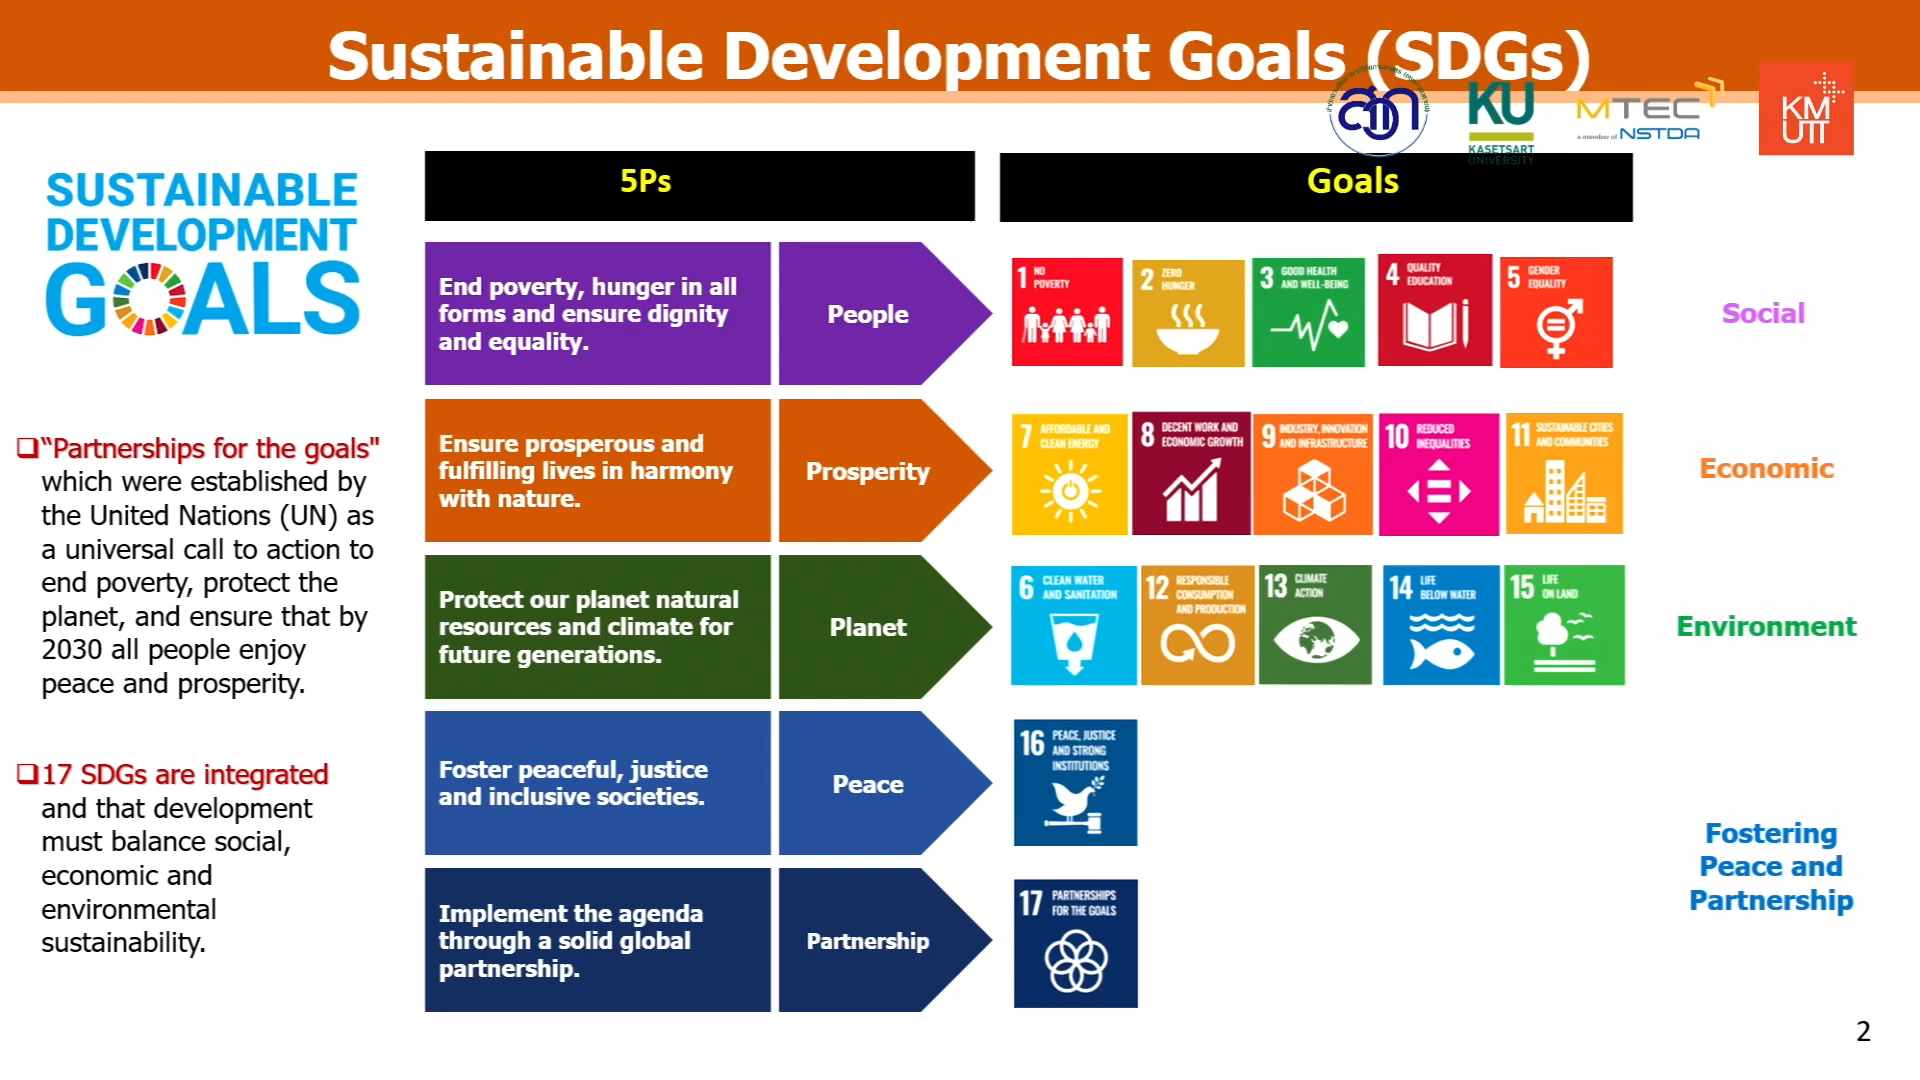 Sustainable Development Goals (SDGs)
สวท
KU
KASETSART
UNIVERSITY
MTEC
a member of NSTDA
KM
UTT
SUSTAINABLE
DEVELOPMENT
GOALS
❑“Partnerships for the goals"
which were established by
the United Nations (UN) as
a universal call to action to
end poverty, protect the
planet, and ensure that by
2030 all people enjoy
peace and prosperity.
❑17 SDGs are integrated
and that development
must balance social,
economic and
environmental
sustainability.
5Ps
Goals
End poverty, hunger in all
forms and ensure dignity
and equality.
People
1 NO
POVERTY
2 ZERO
HUNGER
3 GOOD HEALTH
AND WELL-BEING
4 QUALITY
EDUCATION
5 GENDER
EQUALITY
Social
Ensure prosperous and
fulfilling lives in harmony
with nature.
Prosperity
7 AFFORDABLE AND
CLEAN ENERGY
8 DECENT WORK AND
ECONOMIC GROWTH
9 INDUSTRY, INNOVATION
AND INFRASTRUCTURE
10 REDUCED
INEQUALITIES
11 SUSTAINABLE CITIES
AND COMMUNITIES
Economic
Protect our planet natural
resources and climate for
future generations.
Planet
6 CLEAN WATER
AND SANITATION
12 RESPONSIBLE
CONSUMPTION
AND PRODUCTION
13 CLIMATE
ACTION
14 LIFE
BELOW WATER
15 LIFE
ON LAND
Environment
Foster peaceful, justice
and inclusive societies.
Peace
16 PEACE, JUSTICE
AND STRONG
INSTITUTIONS
Implement the agenda
through a solid global
partnership.
Partnership
17 PARTNERSHIPS
FOR THE GOALS
Fostering
Peace and
Partnership
2